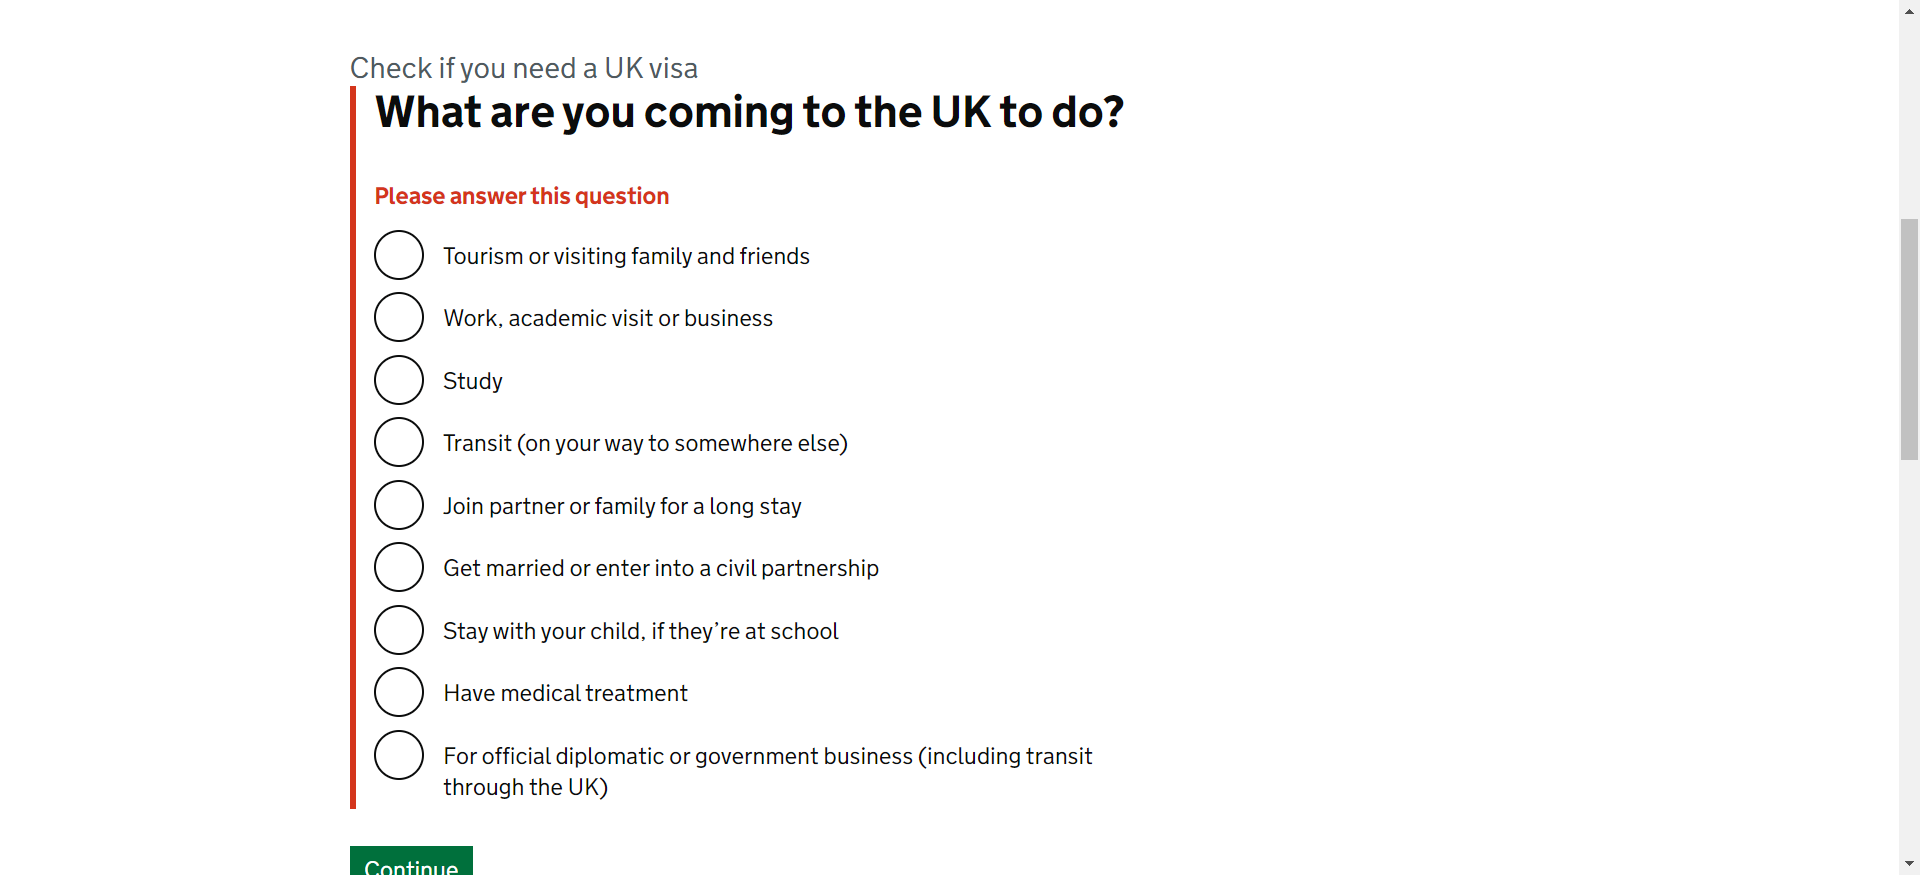 Check if you need a UK visa
What are you coming to the UK to do?
Please answer this question
Tourism or visiting family and friends
Work, academic visit or business
Study
Transit (on your way to somewhere else)
Join partner or family for a long stay
Get married or enter into a civil partnership
Stay with your child, if they’re at school
Have medical treatment
For official diplomatic or government business (including transit
through the UK)
Continue